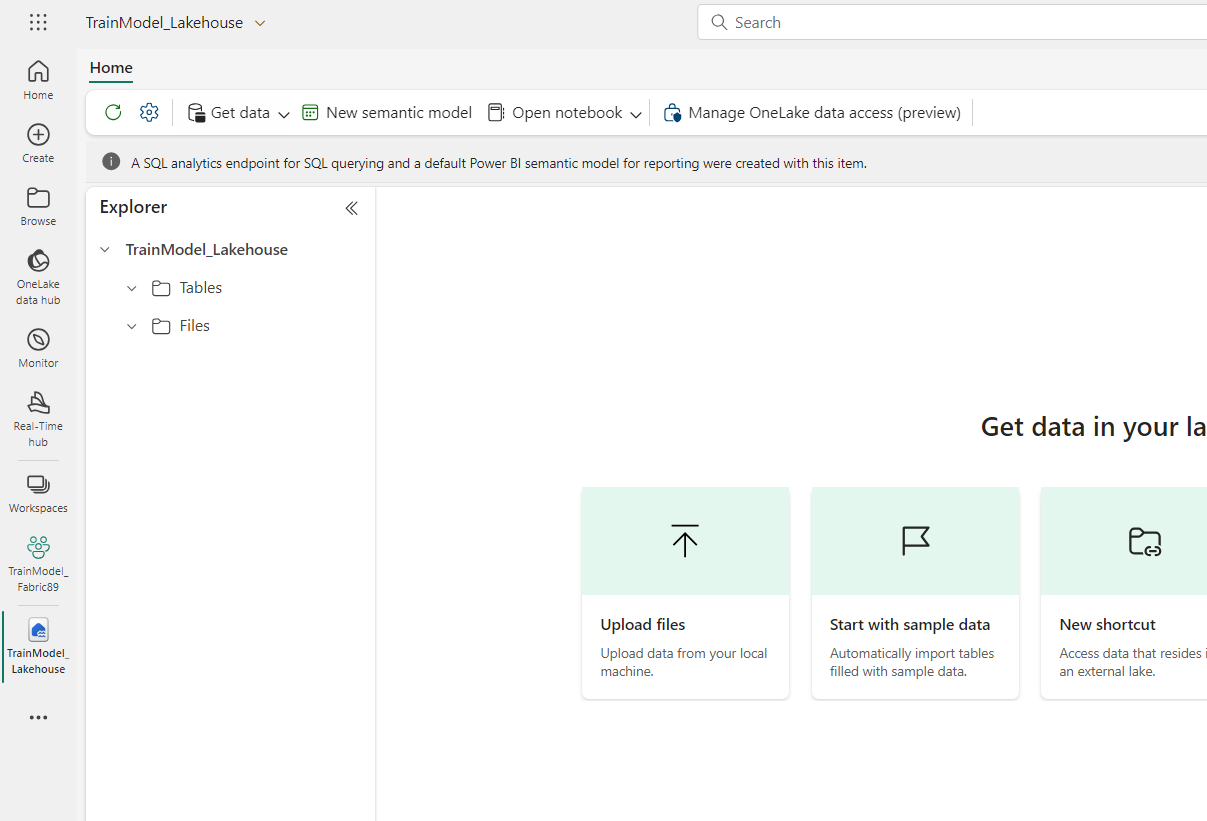 TrainModel_Lakehouse
Search
Home
Create
Browse
OneLake
data hub
Monitor
Real-Time
hub
Workspaces
TrainModel_
Fabric89
TrainModel_
Lakehouse
Home
Get data
New semantic model
Open notebook
Manage OneLake data access (preview)
A SQL analytics endpoint for SQL querying and a default Power BI semantic model for reporting were created with this item.
Explorer
TrainModel_Lakehouse
Tables
Files
Get data in your la
Upload files
Upload data from your local
machine.
Start with sample data
Automatically import tables
filled with sample data.
New shortcut
Access data that resides i
an external lake.